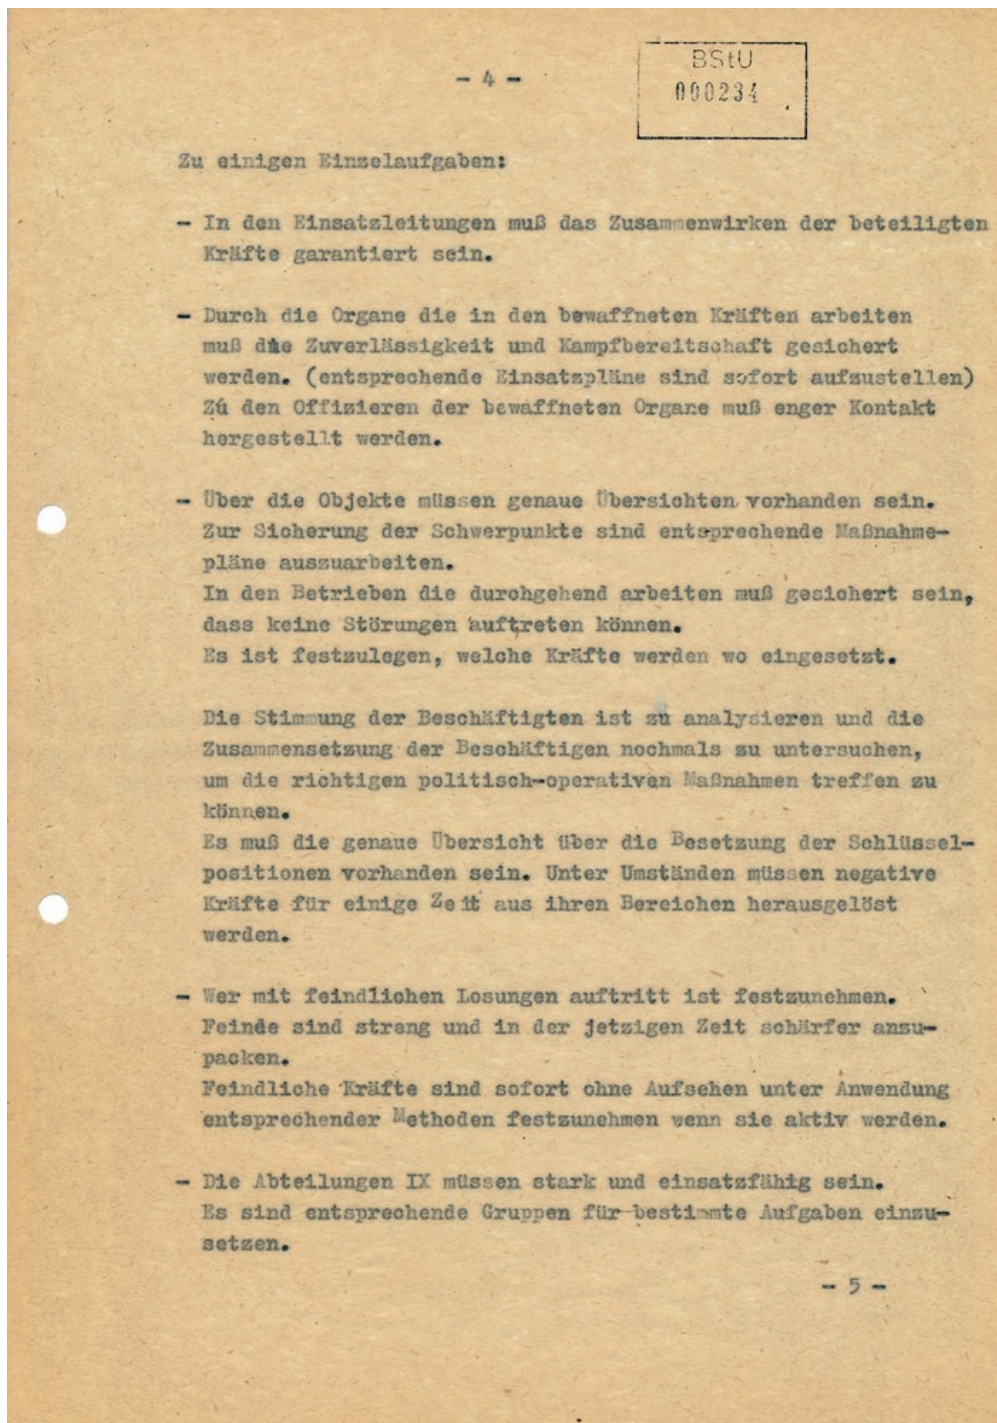 - 4 -
BStU
000234
Zu einigen Einzelaufgaben:
- In den Einsatzleitungen muß das Zusammenwirken der beteiligten
Kräfte garantiert sein.
- Durch die Organe die in den bewaffneten Kräften arbeiten
muß die Zuverlässigkeit und Kampfbereitschaft gesichert
werden. (entsprechende Einsatzpläne sind sofort aufzustellen)
Zu den Offizieren der bewaffneten Organe muß enger Kontakt
hergestellt werden.
- Über die Objekte müssen genaue Übersichten vorhanden sein.
Zur Sicherung der Schwerpunkte sind entsprechende Maßnahme-
pläne auszuarbeiten.
In den Betrieben die durchgehend arbeiten muß gesichert sein,
dass keine Störungen auftreten können.
Es ist festzulegen, welche Kräfte werden wo eingesetzt.
Die Stimmung der Beschäftigten ist zu analysieren und die
Zusammensetzung der Beschäftigen nochmals zu untersuchen,
um die richtigen politisch-operativen Maßnahmen treffen zu
können.
Es muß die genaue Übersicht über die Besetzung der Schlüssel-
positionen vorhanden sein. Unter Umständen müssen negative
Kräfte für einige Zeit aus ihren Bereichen herausgelöst
werden.
- Wer mit feindlichen Losungen auftritt ist festzunehmen.
Feinde sind streng und in der jetzigen Zeit schärfer anzu-
packen.
Feindliche Kräfte sind sofort ohne Aufsehen unter Anwendung
entsprechender Methoden festzunehmen wenn sie aktiv werden.
- Die Abteilungen IX müssen stark und einsatzfähig sein.
Es sind entsprechende Gruppen für bestimmte Aufgaben einzu-
setzen.
- 5 -